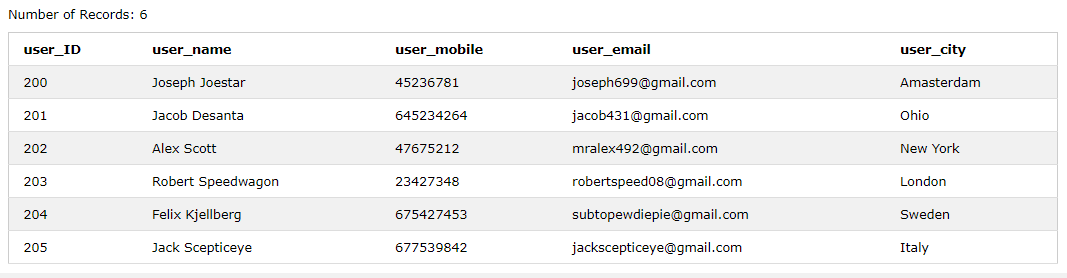 Number of Records: 6
user_ID user_name user_mobile user_email user_city
200 Joseph Joestar 45236781 joseph699@gmail.com Amasterdam
201 Jacob Desanta 645234264 jacob431@gmail.com Ohio
202 Alex Scott 47675212 mralex492@gmail.com New York
203 Robert Speedwagon 23427348 robertspeed08@gmail.com London
204 Felix Kjellberg 675427453 subtopewdiepie@gmail.com Sweden
205 Jack Scepticeye 677539842 jackscepticeye@gmail.com Italy